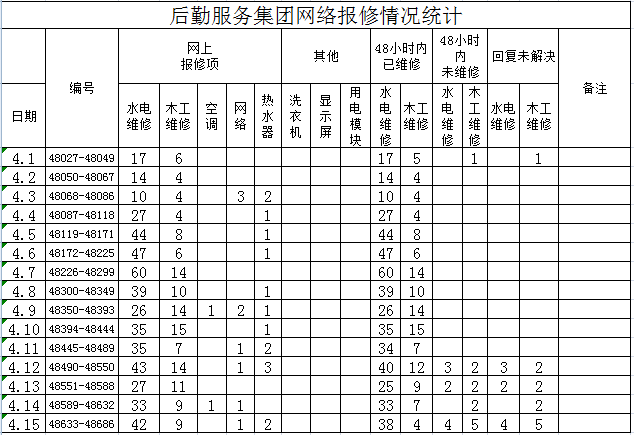 后勤服务集团网络报修情况统计
日期 编号 网上报修项 其他 48小时内已维修 48小时内未维修 回复未解决 备注
水电维修 木工维修 空调 网络 热水器 洗衣机 显示屏 用电模块 水电维修 木工维修 水电维修 木工维修 水电维修 木工维修
4.1 48027-48049 17 6 17 5 1 1
4.2 48050-48067 14 4 14 4
4.3 48068-48086 10 4 3 2 10 4
4.4 48087-48118 27 4 1 27 4
4.5 48119-48171 44 8 1 44 8
4.6 48172-48225 47 6 1 47 6
4.7 48226-48299 60 14 60 14
4.8 48300-48349 39 10 1 39 10
4.9 48350-48393 26 14 1 2 1 26 14
4.10 48394-48444 35 15 1 35 15
4.11 48445-48489 35 7 1 2 34 7
4.12 48490-48550 43 14 1 3 40 12 3 2 3 2
4.13 48551-48588 27 11 25 9 2 2 2 2
4.14 48589-48632 33 9 1 1 33 7 2 2
4.15 48633-48686 42 9 1 2 38 4 4 5 4 5